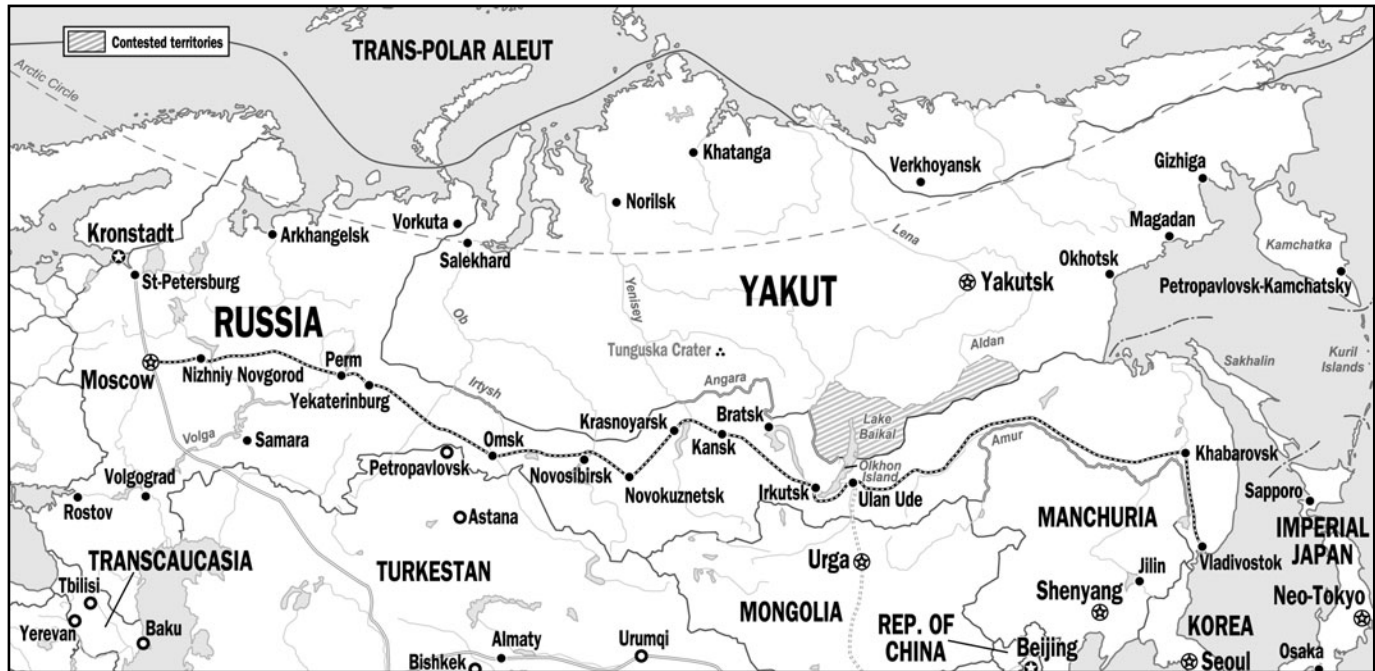 Contested territories
TRANS-POLAR ALEUT
Arctic Circle
Khatanga
Verkhoyansk
Gizhiga
Norilsk
Vorkuta
Magadan
Kronstadt
Arkhangelsk
Lena
Kamchatka
Salekhard
Okhotsk
St-Petersburg
Yakutsk
Petropavlovsk-Kamchatsky
YAKUT
Yenisey
RUSSIA
Ob
Aldan
Tunguska Crater
Perm
Sakhalin
Kuril
Islands
Moscow
Nizhniy Novgorod
Irtysh
Angara
Yekaterinburg
Krasnoyarsk
Bratsk
Lake
Baikal
Volga
Samara
Omsk
Kansk
Amur
Khabarovsk
Petropavlovsk
Novosibirsk
Olkhon
Island
Volgograd
Novokuznetsk
Irkutsk
Ulan Ude
Sapporo
Rostov
Astana
MANCHURIA
IMPERIAL
JAPAN
TRANSCAUCASIA
Urga
Vladivostok
Tbilisi
TURKESTAN
Jilin
Shenyang
Neo-Tokyo
MONGOLIA
Yerevan
Baku
REP. OF
CHINA
KOREA
Almaty
Urumqi
Beijing
Osaka
Bishkek
Seoul